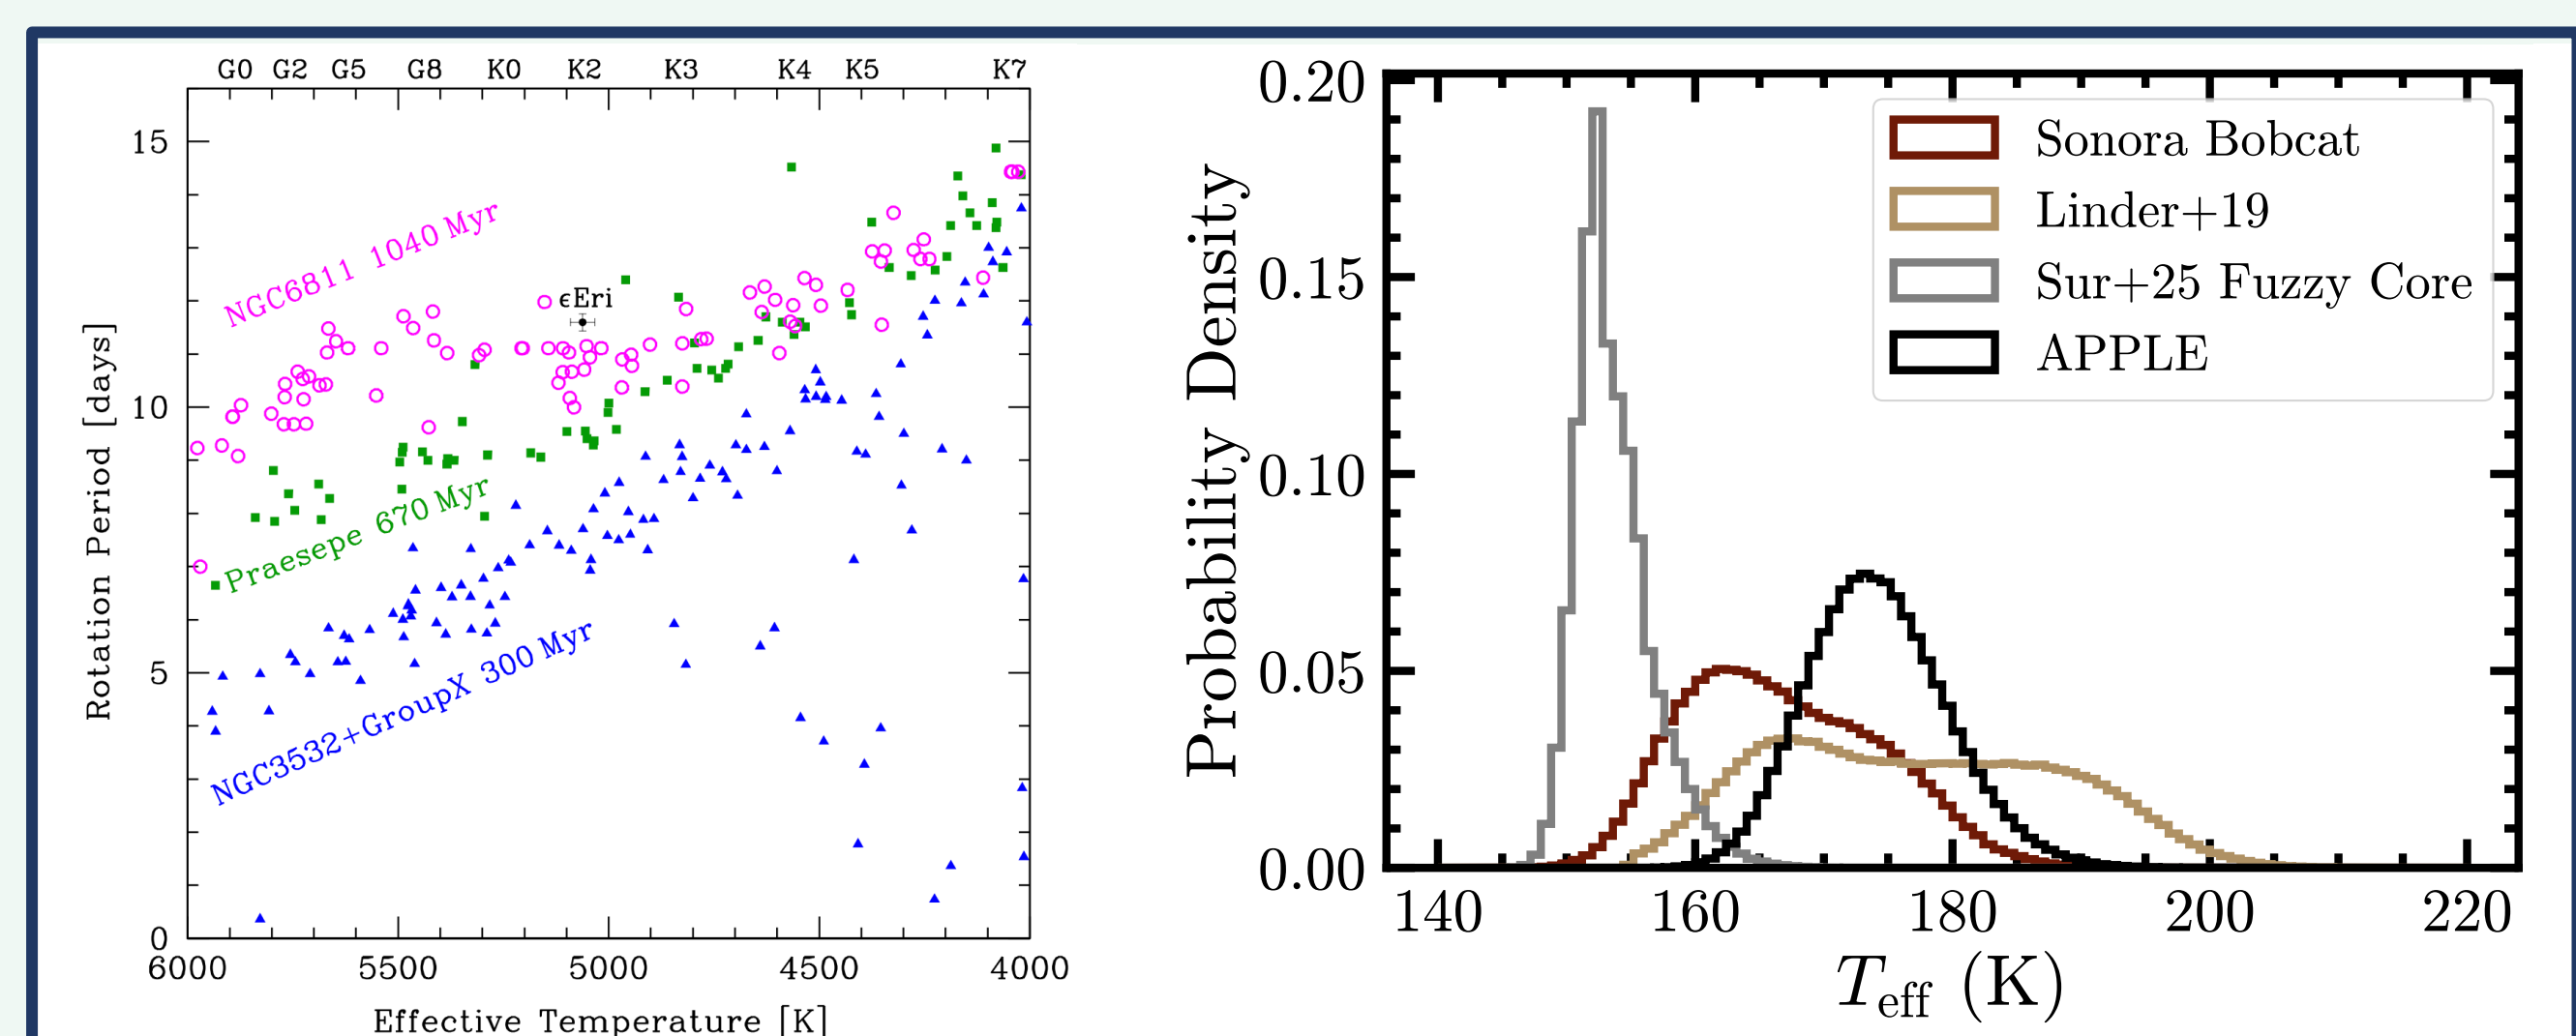 G0 G2 G5 G8 K0 K2 K3 K4 K5 K7
15
10
5
0
Rotation Period [days]
NGC6811 1040 Myr
εEri
Praesepe 670 Myr
NGC3532+GroupX 300 Myr
6000 5500 5000 4500 4000
Effective Temperature [K]
0.20
0.15
0.10
0.05
0.00
Probability Density
Sonora Bobcat
Linder+19
Sur+25 Fuzzy Core
APPLE
140 160 180 200 220
Teff (K)